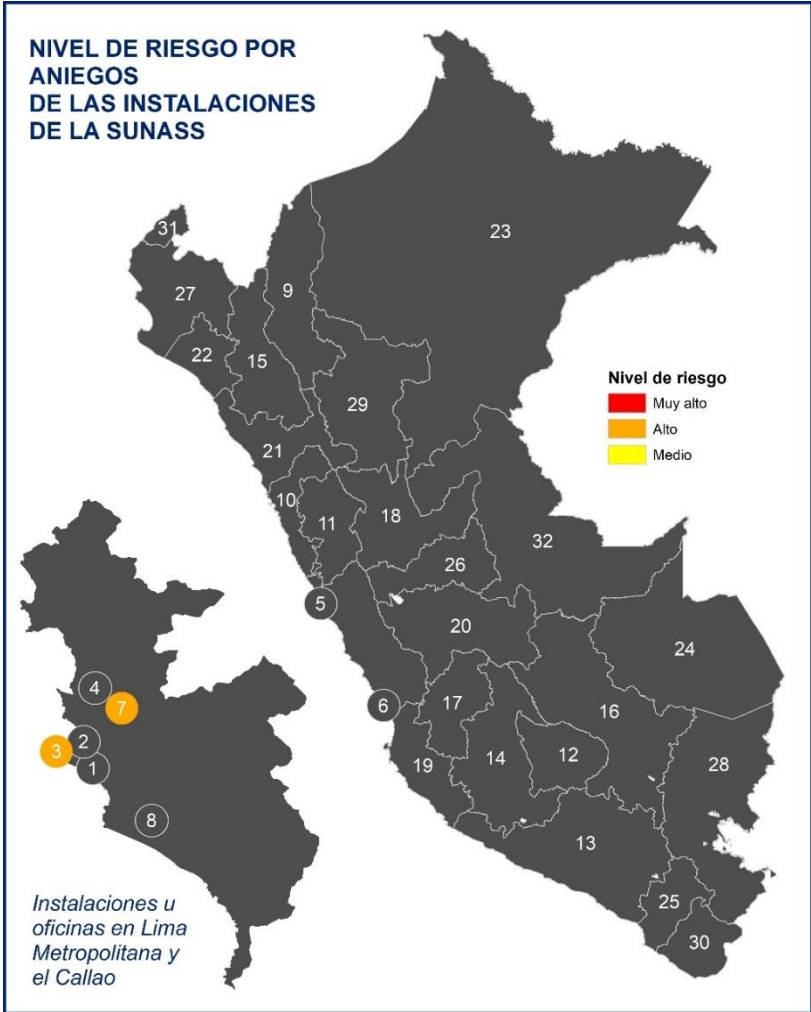 NIVEL DE RIESGO POR
ANIEGOS
DE LAS INSTALACIONES
DE LA SUNASS
31
23
27
9
22
15
Nivel de riesgo
Muy alto
Alto
Medio
29
21
10
11
18
32
26
5
20
24
4
7
6
17
16
3
2
1
19
14
12
28
8
13
25
30
Instalaciones u
oficinas en Lima
Metropolitana y
el Callao